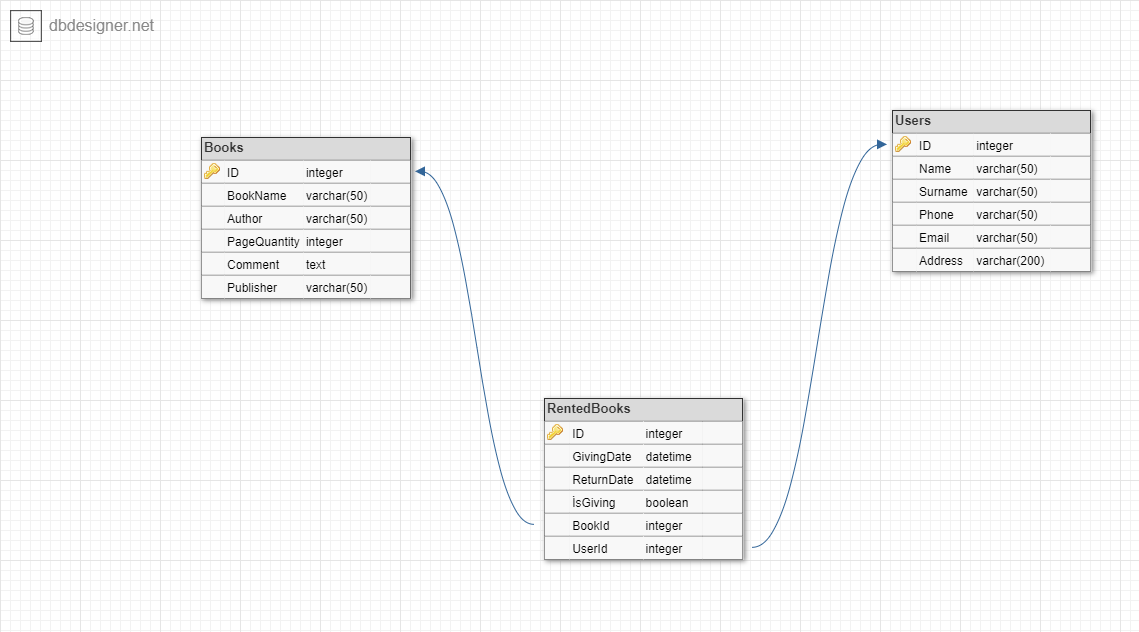 dbdesigner.net
Books
ID integer
BookName varchar(50)
Author varchar(50)
PageQuantity integer
Comment text
Publisher varchar(50)
Users
ID integer
Name varchar(50)
Surname varchar(50)
Phone varchar(50)
Email varchar(50)
Address varchar(200)
RentedBooks
ID integer
GivingDate datetime
ReturnDate datetime
İsGiving boolean
BookId integer
UserId integer